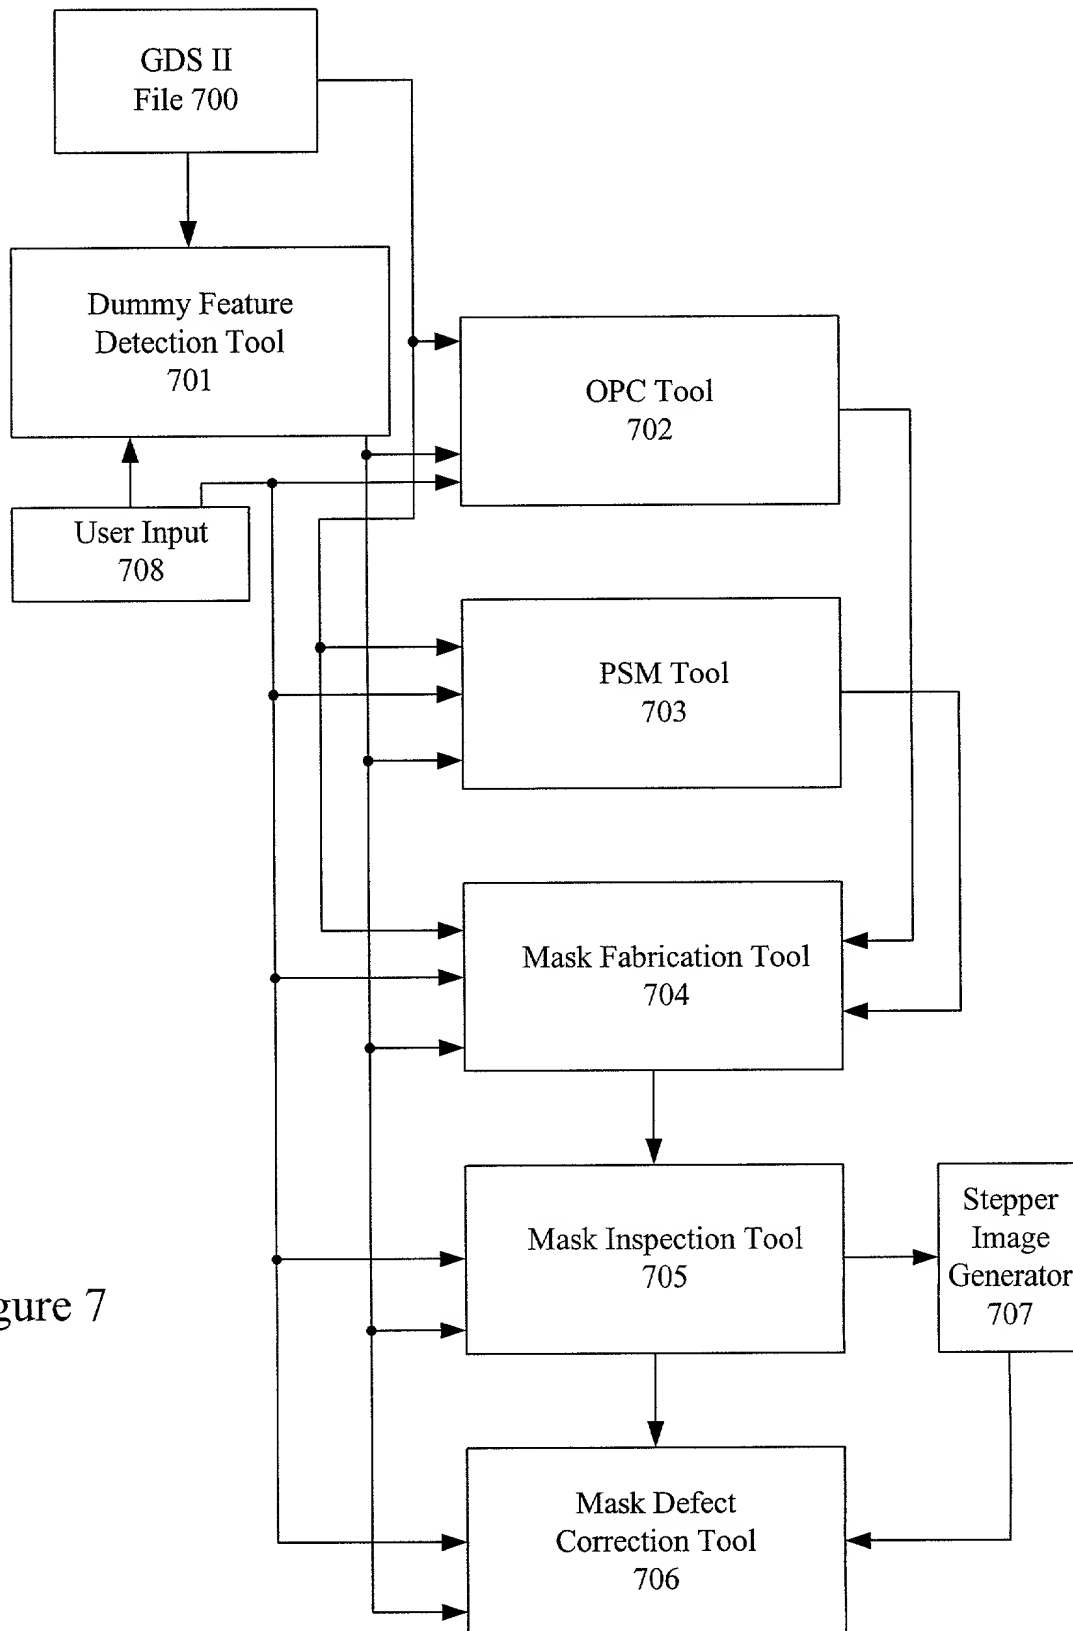 GDS II
File 700
Dummy Feature
Detection Tool
701
OPC Tool
702
User Input
708
PSM Tool
703
Mask Fabrication Tool
704
Mask Inspection Tool
705
Stepper
Image
Generator
707
gure 7
Mask Defect
Correction Tool
706